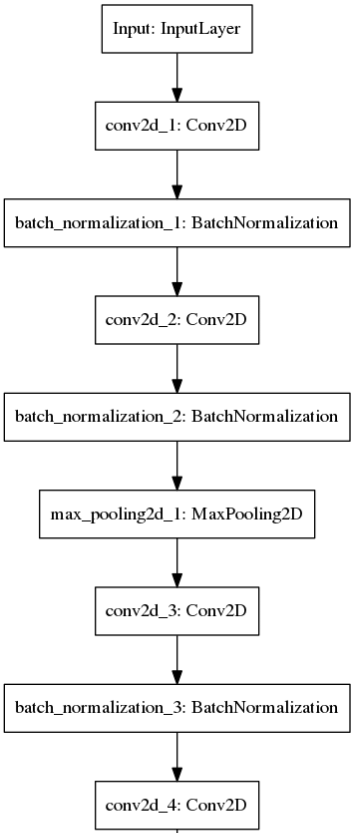 Input: InputLayer
conv2d_1: Conv2D
batch_normalization_1: BatchNormalization
conv2d_2: Conv2D
batch_normalization_2: BatchNormalization
max_pooling2d_1: MaxPooling2D
conv2d_3: Conv2D
batch_normalization_3: BatchNormalization
conv2d_4: Conv2D